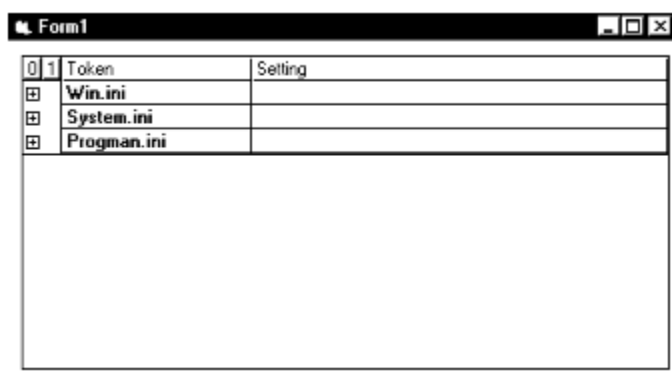 Form1
0 1 Token Setting
Win.ini
System.ini
Progman.ini